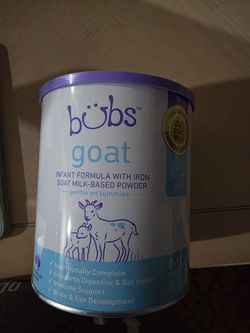 bubs™
goat
INFANT FORMULA WITH IRON
GOAT MILK-BASED POWDER
gentle on tummies
Nutritionally Complete
Supports Digestive & Gut Health
Immune Support
Brain & Eye Development